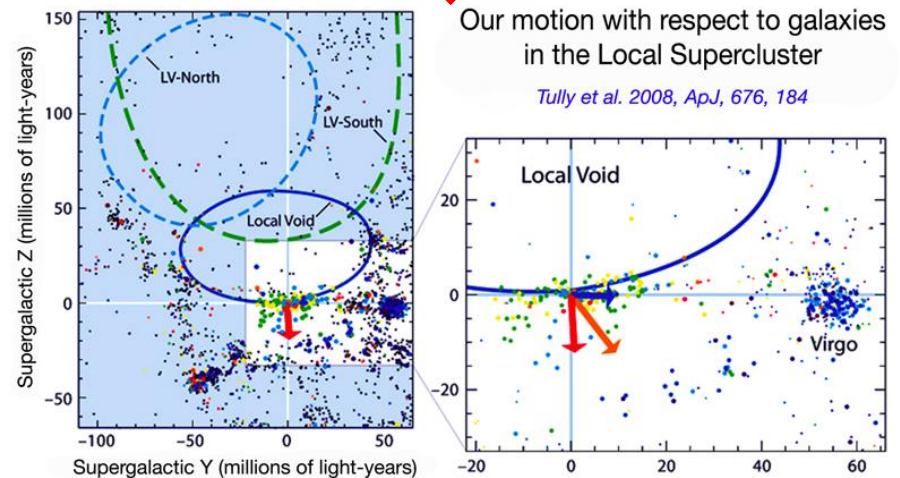 Our motion with respect to galaxies
in the Local Supercluster
Tully et al. 2008, ApJ, 676, 184
Supergalactic Z (millions of light-years)
150
100
50
0
−50
LV-North
LV-South
Local Void
−100
−50
0
50
Supergalactic Y (millions of light-years)
Local Void
20
0
−20
Virgo
−20
0
20
40
60